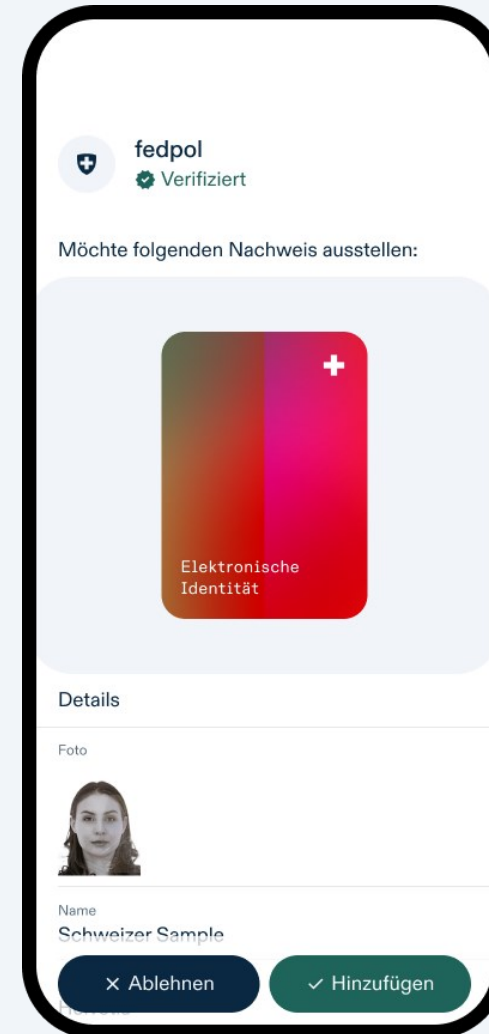 fedpol
Verifiziert
Möchte folgenden Nachweis ausstellen:
Elektronische
Identität
Details
Foto
Name
Schweizer Sample
Ablehnen
Hinzufügen